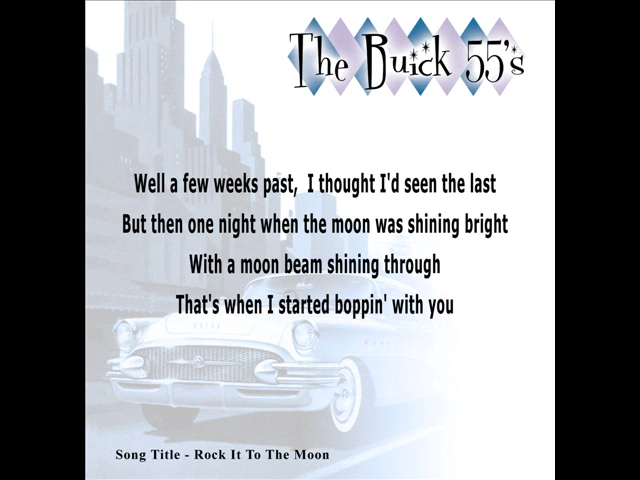 The Buick 55's
Well a few weeks past,  I thought I'd seen the last
But then one night when the moon was shining bright
With a moon beam shining through
That's when I started boppin' with you
Song Title - Rock It To The Moon